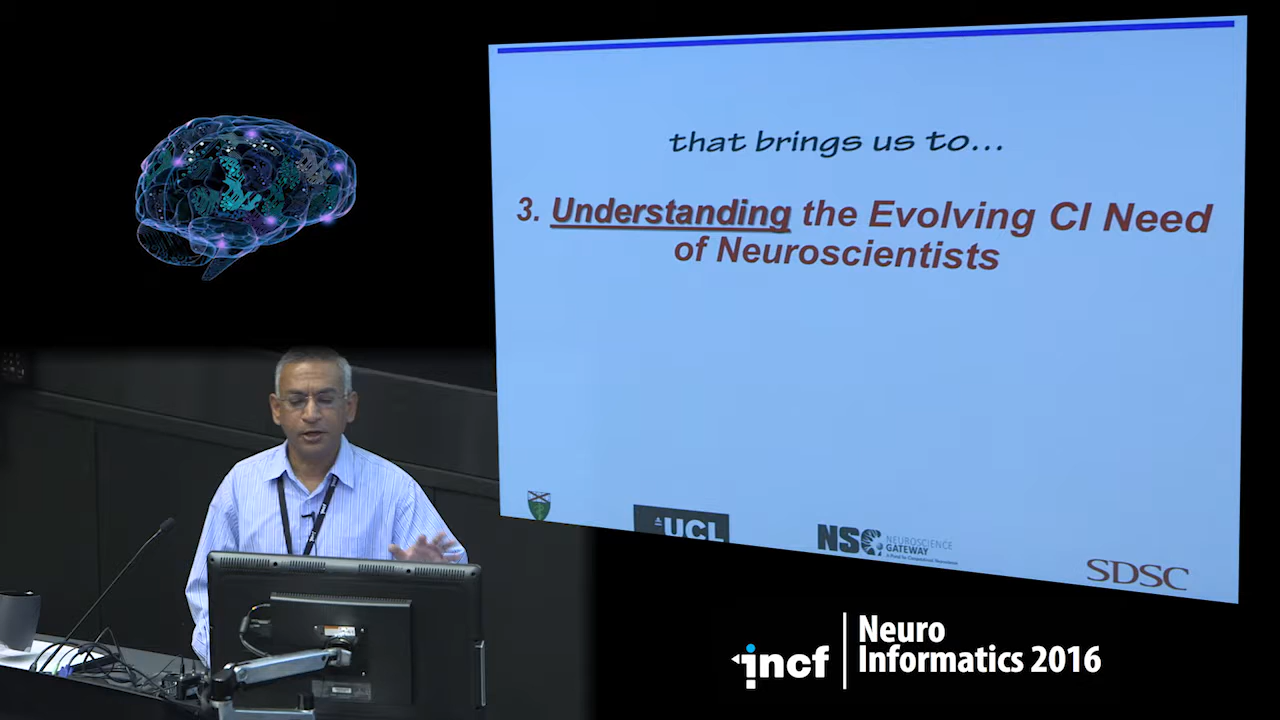 that brings us to...
3. Understanding the Evolving CI Need
of Neuroscientists
UCL
NSG NEUROSCIENCE
GATEWAY
SDSC
incf
Neuro
Informatics 2016